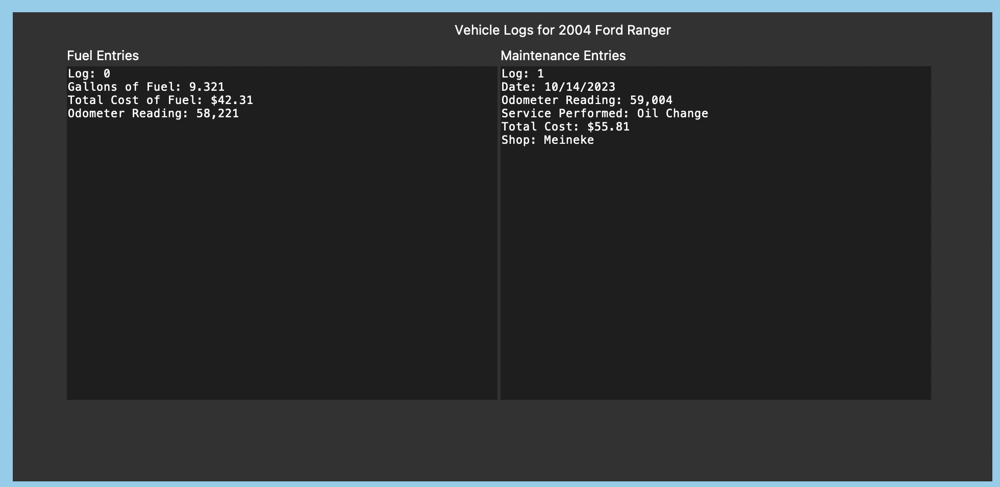 Vehicle Logs for 2004 Ford Ranger
Fuel Entries
Log: 0
Gallons of Fuel: 9.321
Total Cost of Fuel: $42.31
Odometer Reading: 58,221
Maintenance Entries
Log: 1
Date: 10/14/2023
Odometer Reading: 59,004
Service Performed: Oil Change
Total Cost: $55.81
Shop: Meineke